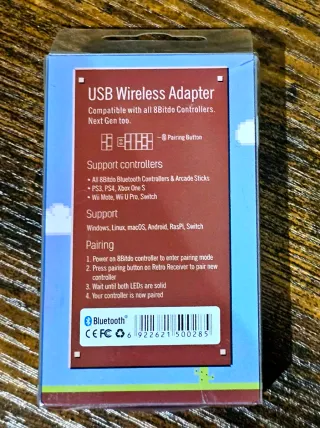 USB Wireless Adapter
Compatible with all 8Bitdo Controllers.
Next Gen too.
Pairing Button
Support controllers
• All 8Bitdo Bluetooth Controllers & Arcade Sticks
• PS3, PS4, Xbox One S
• Wii Mote, Wii U Pro, Switch
Support
Windows, Linux, macOS, Android, RasPi, Switch
Pairing
1. Power on 8Bitdo controller to enter pairing mode
2. Press pairing button on Retro Receiver to pair new
controller
3. Wait until both LEDs are solid
4. Your controller is now paired
Bluetooth®
CE FC
6 922621 500285